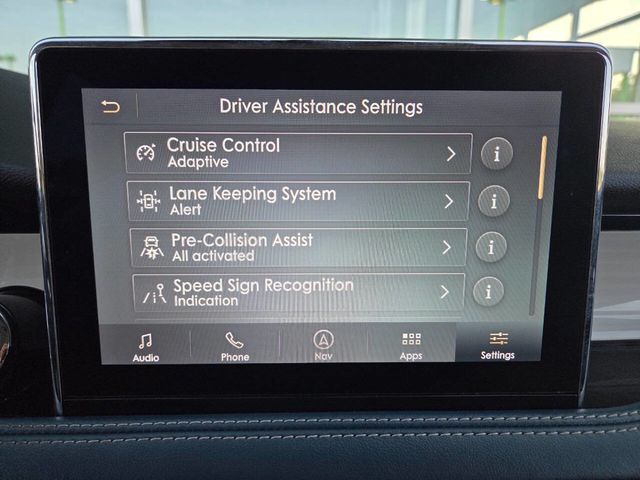 Driver Assistance Settings
Cruise Control
Adaptive
i
Lane Keeping System
Alert
i
Pre-Collision Assist
All activated
i
Speed Sign Recognition
Indication
i
Audio
Phone
Nav
Apps
Settings